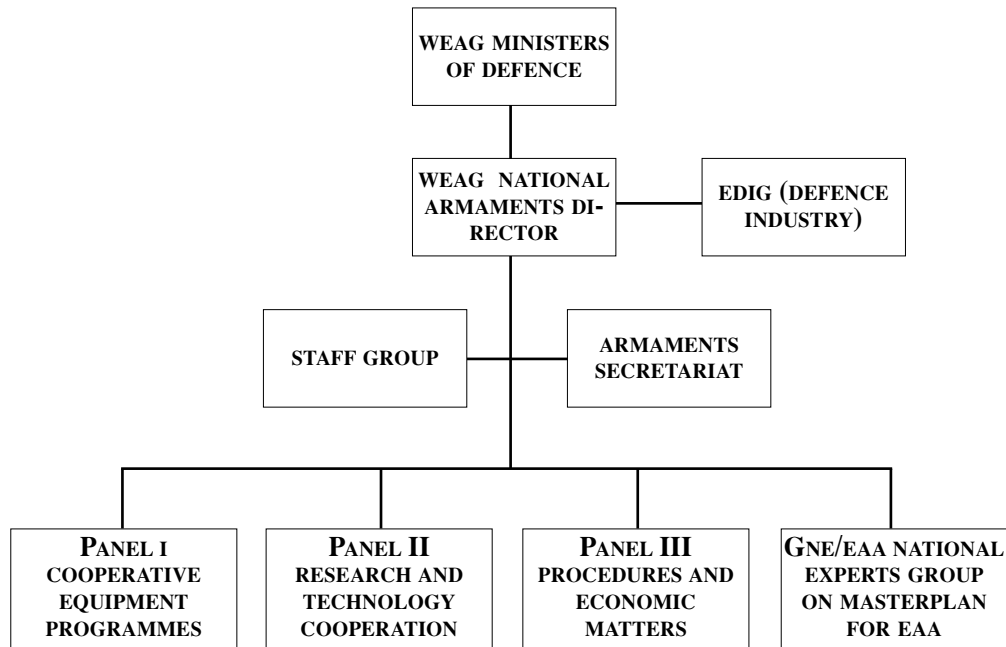 WEAG MINISTERS
OF DEFENCE
WEAG NATIONAL
ARMAMENTS DI-
RECTOR
EDIG (DEFENCE
INDUSTRY)
STAFF GROUP
ARMAMENTS
SECRETARIAT
PANEL I
COOPERATIVE
EQUIPMENT
PROGRAMMES
PANEL II
RESEARCH AND
TECHNOLOGY
COOPERATION
PANEL III
PROCEDURES AND
ECONOMIC
MATTERS
GNE/EAA NATIONAL
EXPERTS GROUP
ON MASTERPLAN
FOR EAA